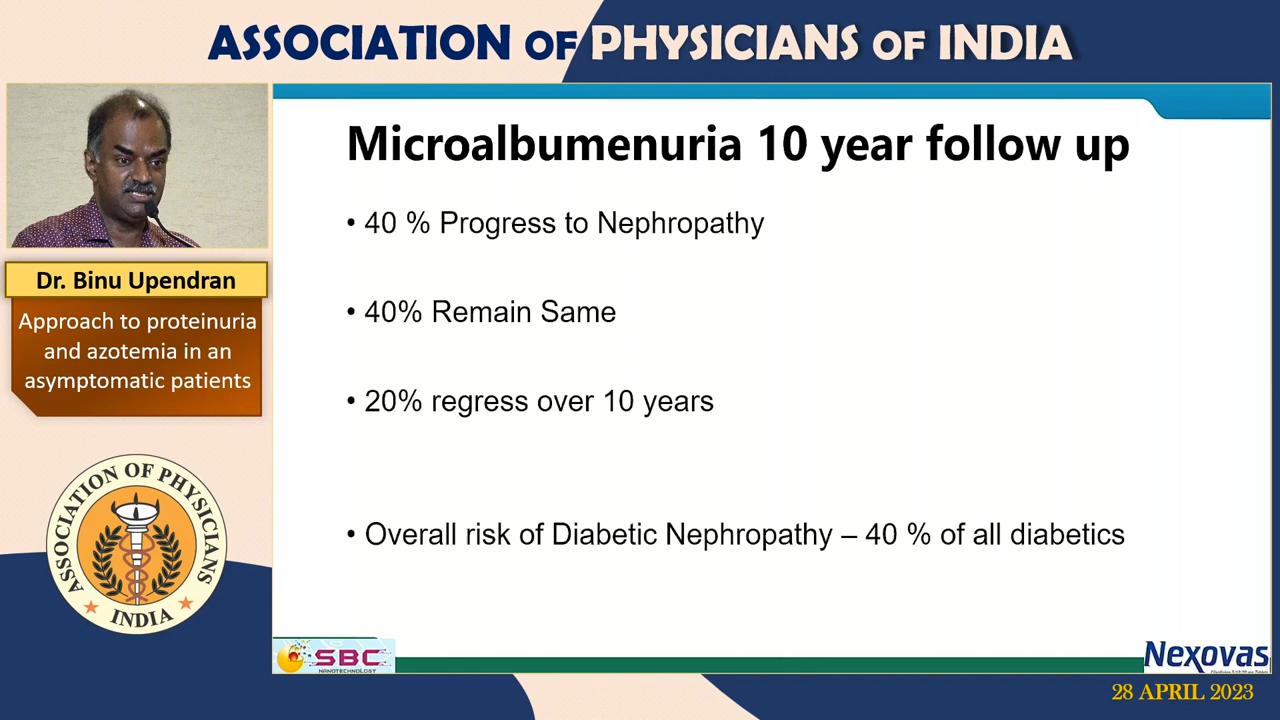 ASSOCIATION OF PHYSICIANS OF INDIA
Dr. Binu Upendran
Approach to proteinuria
and azotemia in an
asymptomatic patients
ASSOCIATION OF PHYSICIANS
INDIA
Microalbumenuria 10 year follow up
• 40 % Progress to Nephropathy
• 40% Remain Same
• 20% regress over 10 years
• Overall risk of Diabetic Nephropathy – 40 % of all diabetics
SBC
NANOTECHNOLOGY
Nexovas
28 APRIL 2023